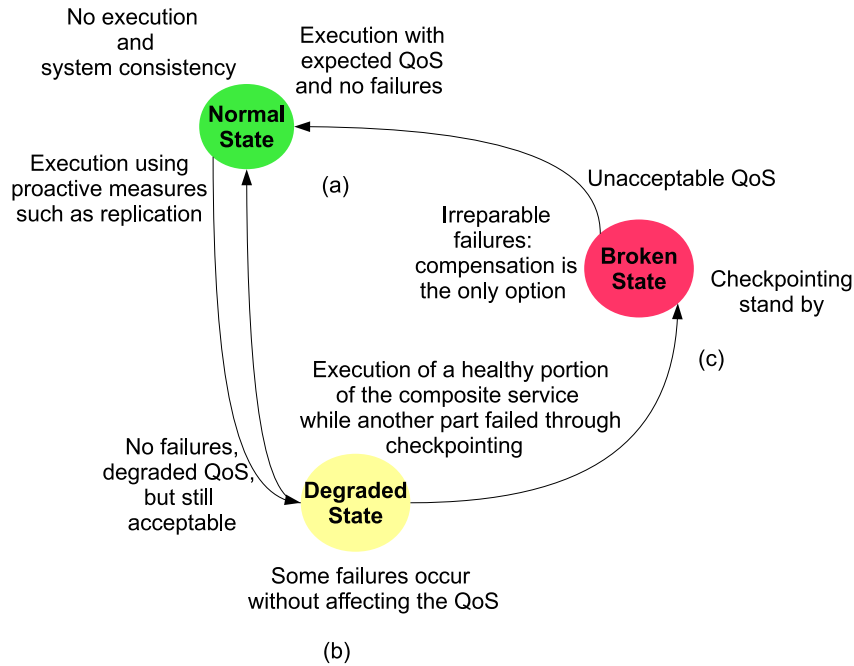 No execution
and
system consistency
Execution with
expected QoS
and no failures
Normal
State
Execution using
proactive measures
such as replication
(a)
Unacceptable QoS
Irreparable
failures:
compensation is
the only option
Broken
State
Checkpointing
stand by
(c)
Execution of a healthy portion
of the composite service
while another part failed through
checkpointing
No failures,
degraded QoS,
but still
acceptable
Degraded
State
Some failures occur
without affecting the QoS
(b)